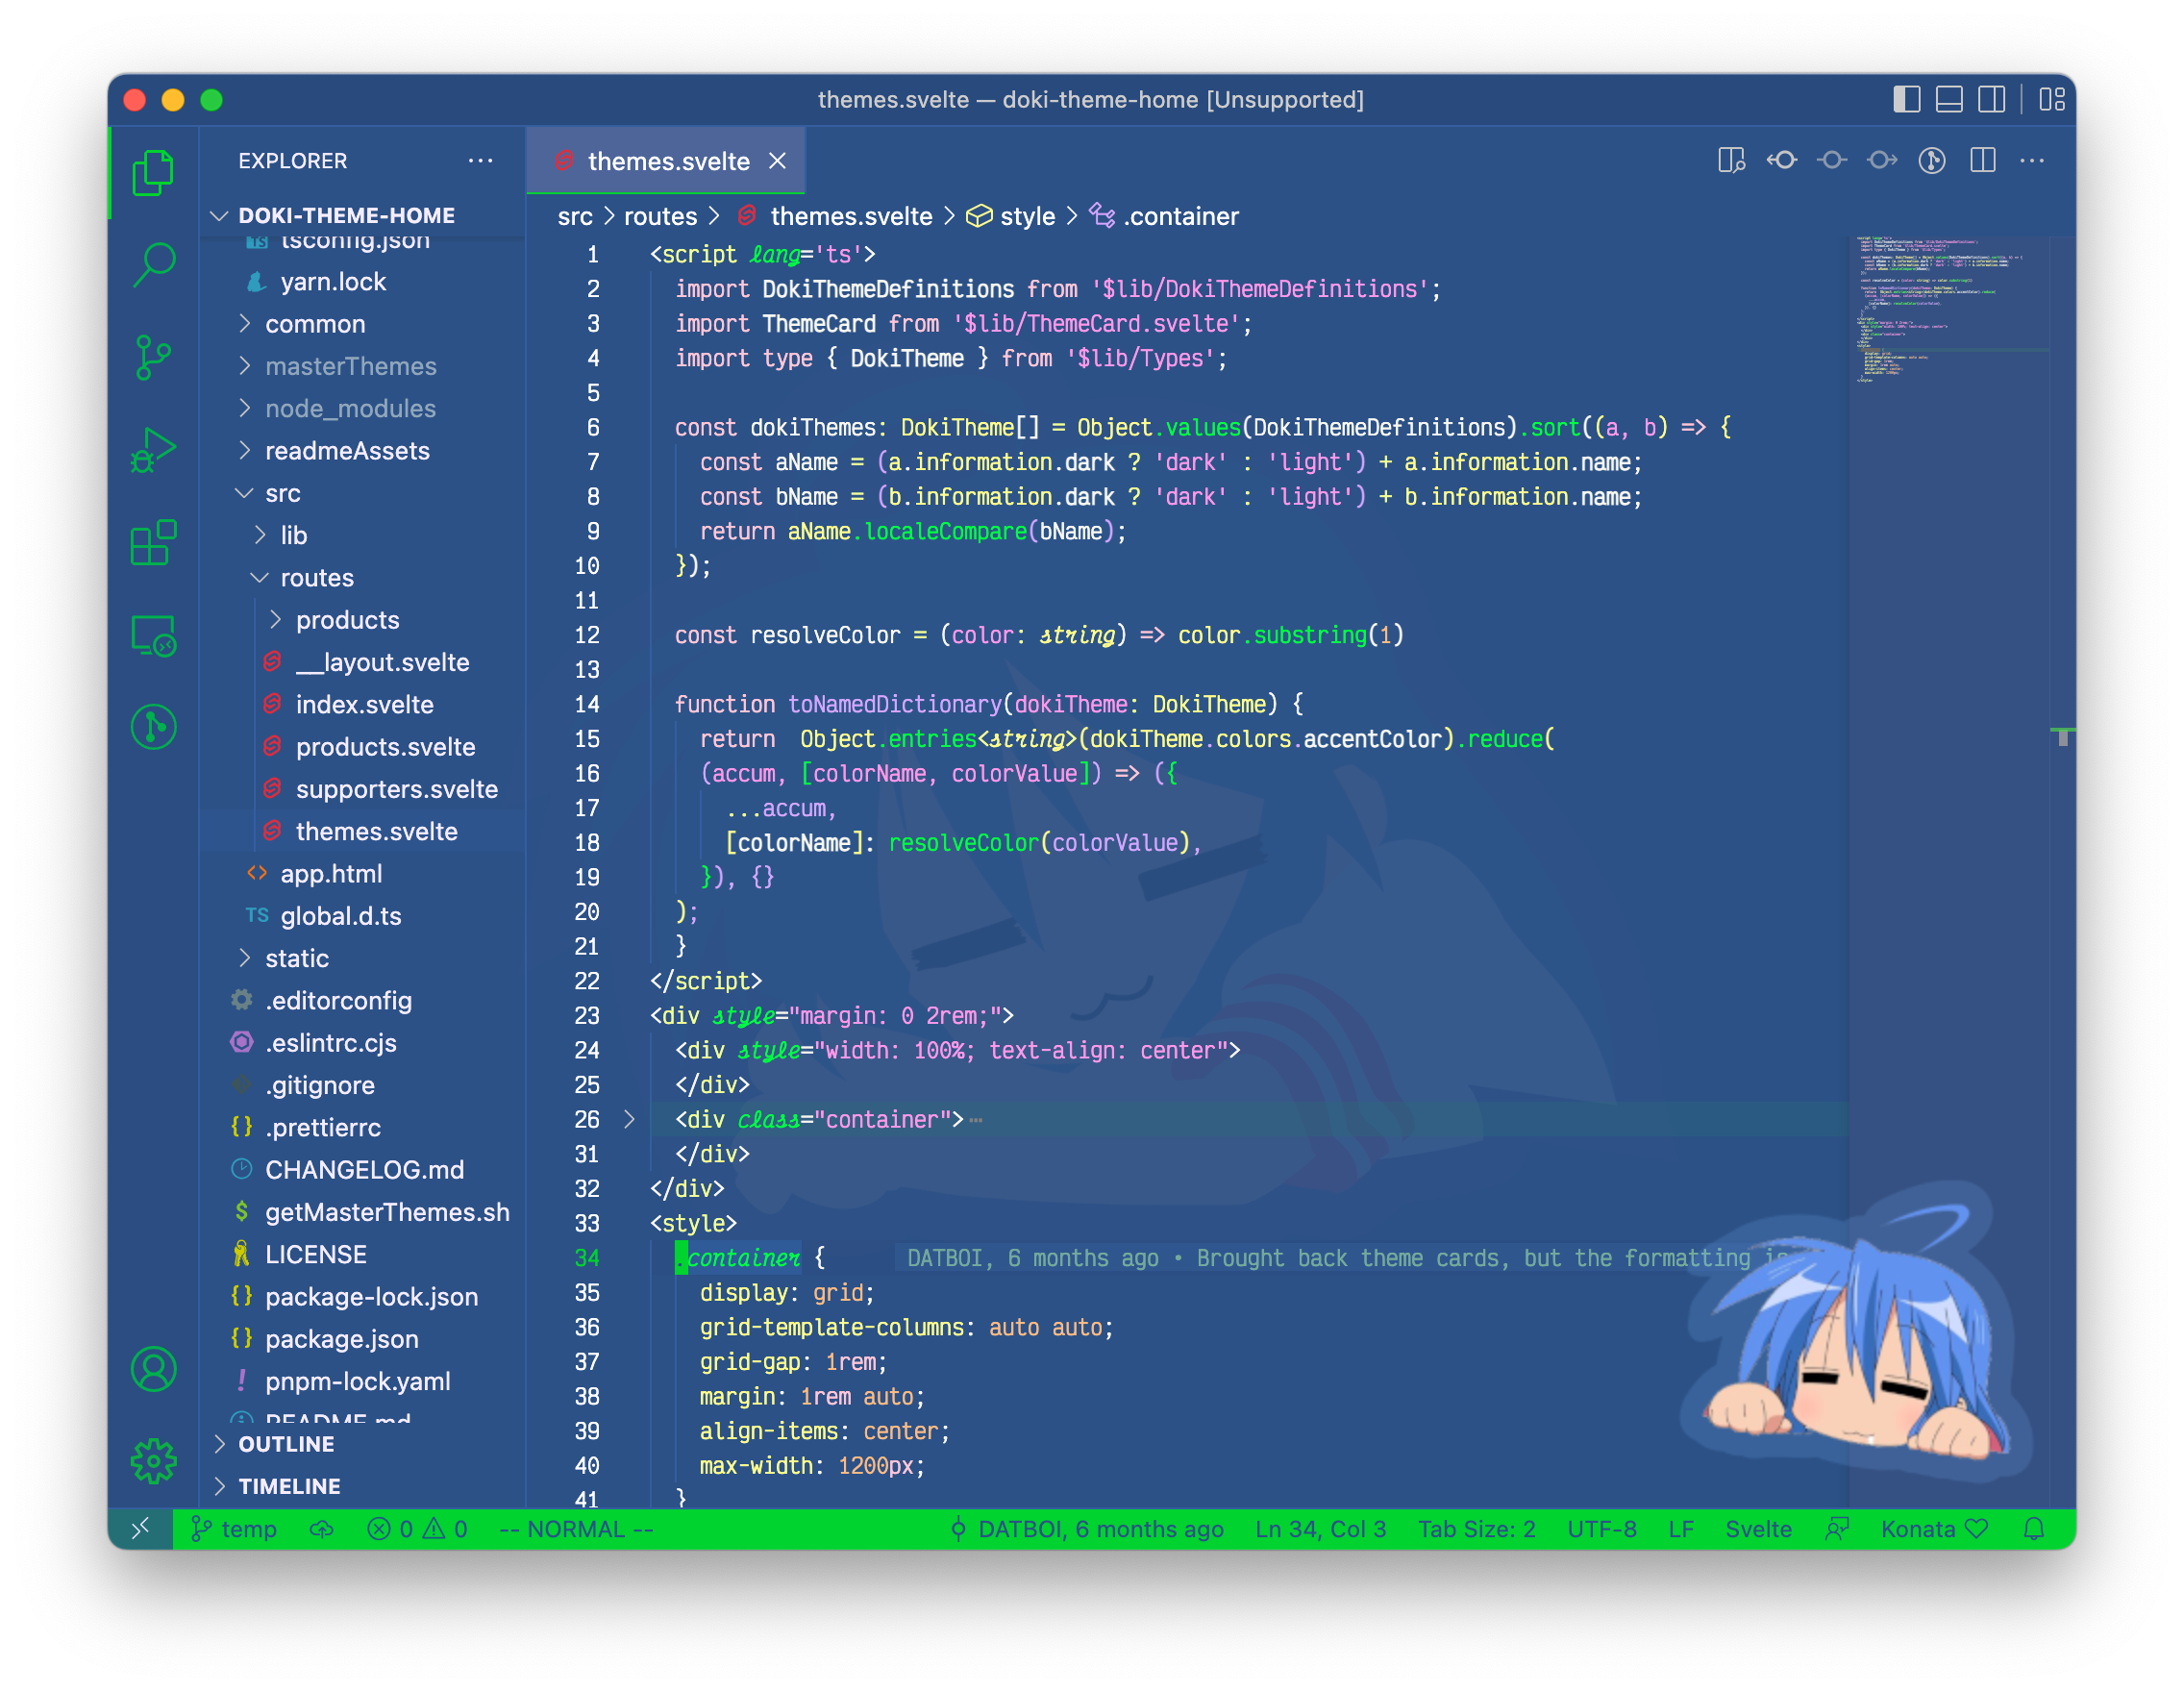 themes.svelte — doki-theme-home [Unsupported]
EXPLORER
DOKI-THEME-HOME
tsconfig.json
yarn.lock
common
masterThemes
node_modules
readmeAssets
src
lib
routes
products
__layout.svelte
index.svelte
products.svelte
supporters.svelte
themes.svelte
app.html
TS global.d.ts
static
.editorconfig
.eslintrc.cjs
.gitignore
{} .prettierrc
CHANGELOG.md
$ getMasterThemes.sh
LICENSE
{} package-lock.json
{} package.json
! pnpm-lock.yaml
README.md
OUTLINE
TIMELINE
themes.svelte
src > routes > themes.svelte > style > .container
1 <script lang='ts'>
2 import DokiThemeDefinitions from '$lib/DokiThemeDefinitions';
3 import ThemeCard from '$lib/ThemeCard.svelte';
4 import type { DokiTheme } from '$lib/Types';
5
6 const dokiThemes: DokiTheme[] = Object.values(DokiThemeDefinitions).sort((a, b) => {
7 const aName = (a.information.dark ? 'dark' : 'light') + a.information.name;
8 const bName = (b.information.dark ? 'dark' : 'light') + b.information.name;
9 return aName.localeCompare(bName);
10 });
11
12 const resolveColor = (color: string) => color.substring(1)
13
14 function toNamedDictionary(dokiTheme: DokiTheme) {
15 return  Object.entries<string>(dokiTheme.colors.accentColor).reduce(
16 (accum, [colorName, colorValue]) => ({
17 ...accum,
18 [colorName]: resolveColor(colorValue),
19 }), {}
20 );
21 }
22 </script>
23 <div style="margin: 0 2rem;">
24 <div style="width: 100%; text-align: center">
25 </div>
26 <div class="container"> ⋯
31 </div>
32 </div>
33 <style>
34 .container { DATBOI, 6 months ago • Brought back theme cards, but the formatting
35 display: grid;
36 grid-template-columns: auto auto;
37 grid-gap: 1rem;
38 margin: 1rem auto;
39 align-items: center;
40 max-width: 1200px;
41 }
temp 0 0 -- NORMAL -- DATBOI, 6 months ago Ln 34, Col 3 Tab Size: 2 UTF-8 LF Svelte Konata ♡